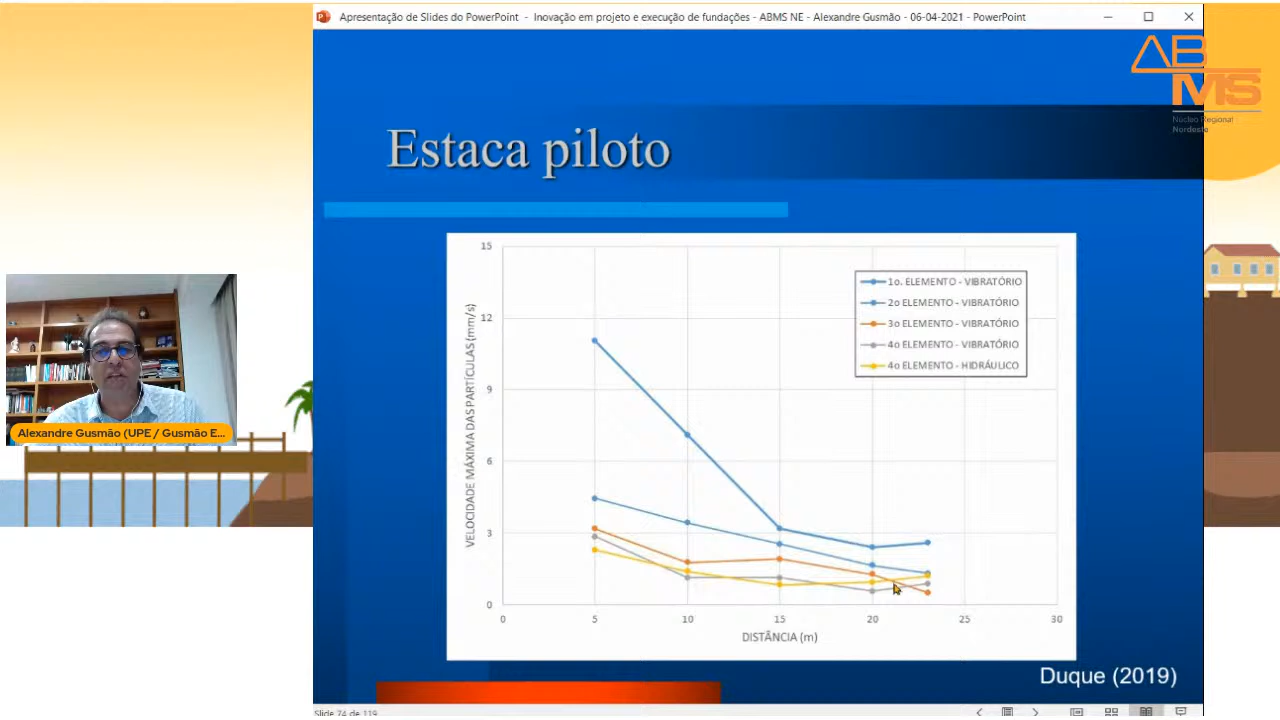 Apresentação de Slides do PowerPoint - Inovação em projeto e execução de fundações - ABMS NE - Alexandre Gusmão - 06-04-2021 - PowerPoint
ABMS
Núcleo Regional
Nordeste
Estaca piloto
15
12
9
6
3
0
VELOCIDADE MÁXIMA DAS PARTÍCULAS (mm/s)
1o. ELEMENTO - VIBRATÓRIO
2o ELEMENTO - VIBRATÓRIO
3o ELEMENTO - VIBRATÓRIO
4o ELEMENTO - VIBRATÓRIO
4o ELEMENTO - HIDRÁULICO
0 5 10 15 20 25 30
DISTÂNCIA (m)
Alexandre Gusmão (UPE / Gusmão E...
Duque (2019)
Slide 74 de 119